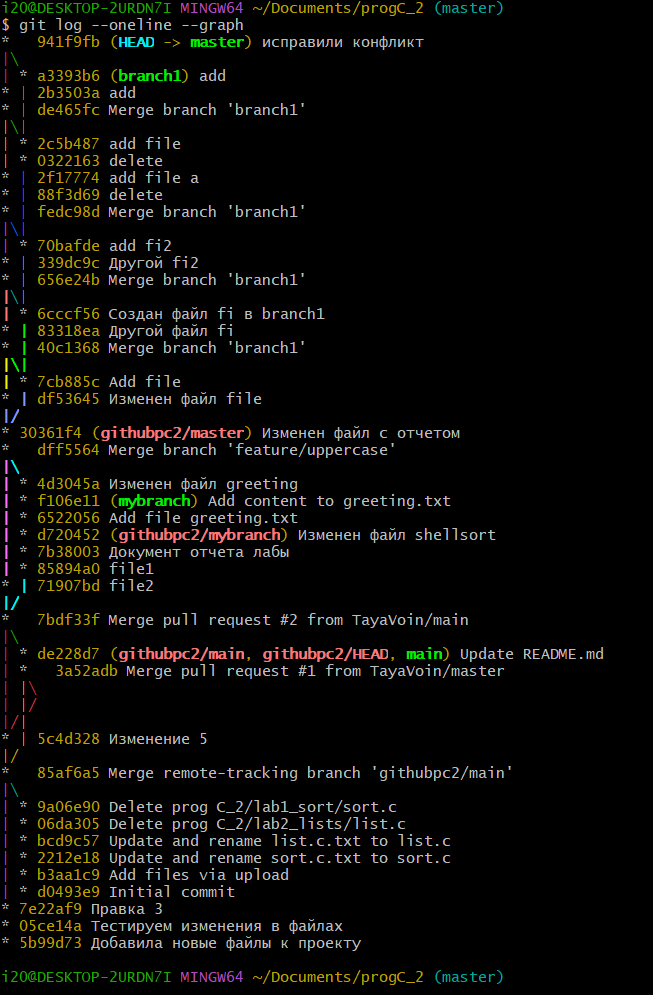 i20@DESKTOP-2URDN7I MINGW64 ~/Documents/progC_2 (master)
$ git log --oneline --graph
*   941f9fb (HEAD -> master) исправили конфликт
|\
| * a3393b6 (branch1) add
* | 2b3503a add
* | de465fc Merge branch 'branch1'
|\|
| * 2c5b487 add file
| * 0322163 delete
* | 2f17774 add file a
* | 88f3d69 delete
* | fedc98d Merge branch 'branch1'
|\|
| * 70bafde add fi2
* | 339dc9c Другой fi2
* | 656e24b Merge branch 'branch1'
|\|
| * 6cccf56 Создан файл fi в branch1
* | 83318ea Другой файл fi
* | 40c1368 Merge branch 'branch1'
|\|
| * 7cb885c Add file
* | df53645 Изменен файл file
|/
* 30361f4 (githubpc2/master) Изменен файл с отчетом
*   dff5564 Merge branch 'feature/uppercase'
|\
| * 4d3045a Изменен файл greeting
| * f106e11 (mybranch) Add content to greeting.txt
| * 6522056 Add file greeting.txt
| * d720452 (githubpc2/mybranch) Изменен файл shellsort
| * 7b38003 Документ отчета лабы
| * 85894a0 file1
* | 71907bd file2
|/
*   7bdf33f Merge pull request #2 from TayaVoin/main
|\
| * de228d7 (githubpc2/main, githubpc2/HEAD, main) Update README.md
| *   3a52adb Merge pull request #1 from TayaVoin/master
| |\
| |/
|/|
* | 5c4d328 Изменение 5
|/
*   85af6a5 Merge remote-tracking branch 'githubpc2/main'
|\
| * 9a06e90 Delete prog C_2/lab1_sort/sort.c
| * 06da305 Delete prog C_2/lab2_lists/list.c
| * bcd9c57 Update and rename list.c.txt to list.c
| * 2212e18 Update and rename sort.c.txt to sort.c
| * b3aa1c9 Add files via upload
| * d0493e9 Initial commit
* 7e22af9 Правка 3
* 05ce14a Тестируем изменения в файлах
* 5b99d73 Добавила новые файлы к проекту
i20@DESKTOP-2URDN7I MINGW64 ~/Documents/progC_2 (master)